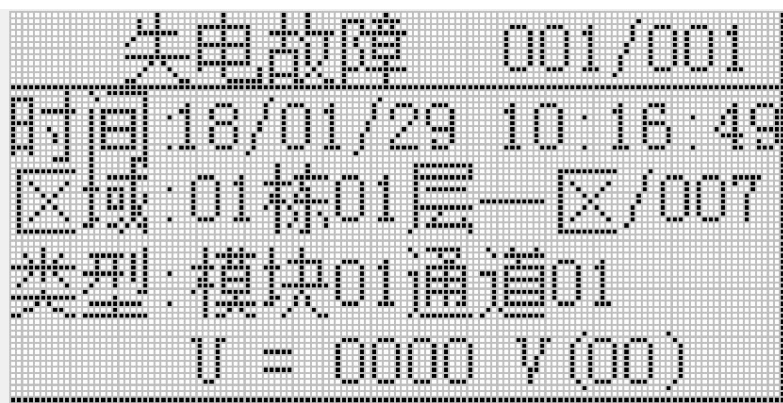 失电故障 001/001
时间:18/01/29 10:16:49
区域:01栋01层一区/007
类型:模块01通道01
U = 0000 V(00)